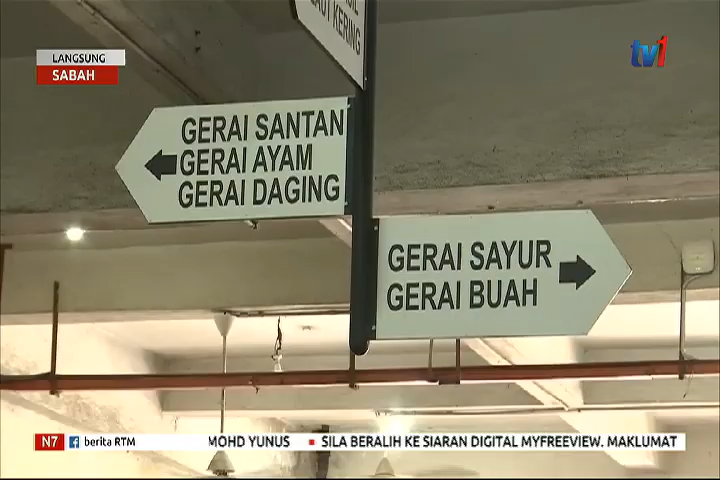 LANGSUNG
SABAH
tv1
KERING
GERAI SANTAN
GERAI AYAM
GERAI DAGING
GERAI SAYUR
GERAI BUAH
N7 berita RTM MOHD YUNUS ▪ SILA BERALIH KE SIARAN DIGITAL MYFREEVIEW. MAKLUMAT